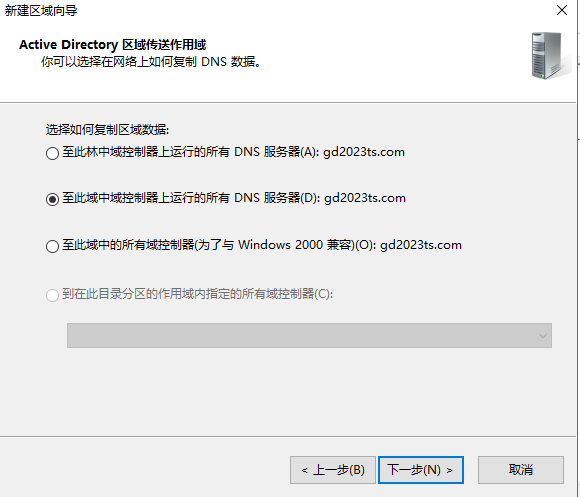 新建区域向导
Active Directory 区域传送作用域
你可以选择在网络上如何复制 DNS 数据。
选择如何复制区域数据:
至此林中域控制器上运行的所有 DNS 服务器(A): gd2023ts.com
至此域中域控制器上运行的所有 DNS 服务器(D): gd2023ts.com
至此域中的所有域控制器(为了与 Windows 2000 兼容)(O): gd2023ts.com
到在此目录分区的作用域内指定的所有域控制器(C):
< 上一步(B)
下一步(N) >
取消